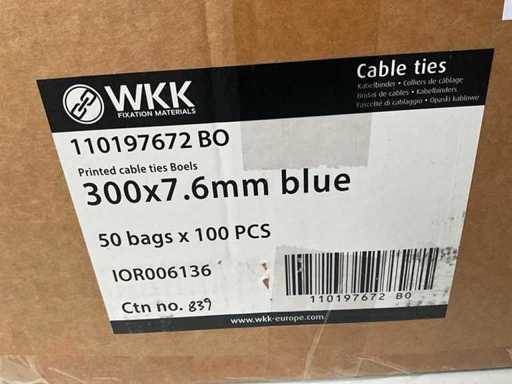 WKK
FIXATION MATERIALS
Cable ties
Kabelbinder • Colliers de câblage
Bridas de cables • Kabelbinders
Fascette di cablaggio • Opaski kablowe
110197672 BO
Printed cable ties Boels
300x7.6mm blue
50 bags x 100 PCS
IOR006136
Ctn no. 839
110197672 BO
www.wkk-europe.com